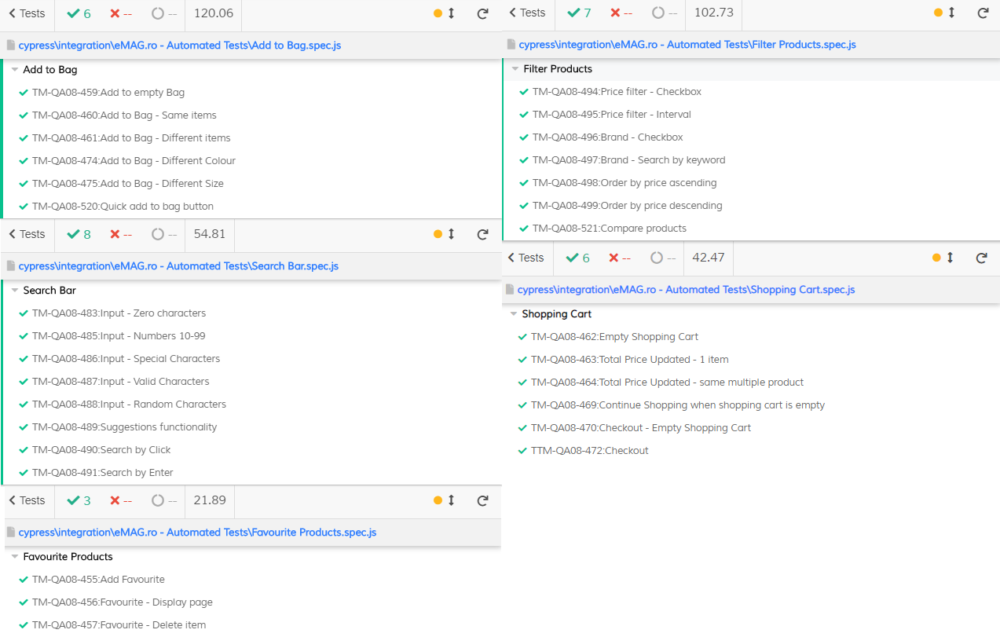 Tests 6 -- -- 120.06
cypress\integration\eMAG.ro - Automated Tests\Add to Bag.spec.js
Add to Bag
TM-QA08-459:Add to empty Bag
TM-QA08-460:Add to Bag - Same items
TM-QA08-461:Add to Bag - Different items
TM-QA08-474:Add to Bag - Different Colour
TM-QA08-475:Add to Bag - Different Size
TM-QA08-520:Quick add to bag button
Tests 8 -- -- 54.81
cypress\integration\eMAG.ro - Automated Tests\Search Bar.spec.js
Search Bar
TM-QA08-483:Input - Zero characters
TM-QA08-485:Input - Numbers 10-99
TM-QA08-486:Input - Special Characters
TM-QA08-487:Input - Valid Characters
TM-QA08-488:Input - Random Characters
TM-QA08-489:Suggestions functionality
TM-QA08-490:Search by Click
TM-QA08-491:Search by Enter
Tests 3 -- -- 21.89
cypress\integration\eMAG.ro - Automated Tests\Favourite Products.spec.js
Favourite Products
TM-QA08-455:Add Favourite
TM-QA08-456:Favourite - Display page
TM-QA08-457:Favourite - Delete item
Tests 7 -- -- 102.73
cypress\integration\eMAG.ro - Automated Tests\Filter Products.spec.js
Filter Products
TM-QA08-494:Price filter - Checkbox
TM-QA08-495:Price filter - Interval
TM-QA08-496:Brand - Checkbox
TM-QA08-497:Brand - Search by keyword
TM-QA08-498:Order by price ascending
TM-QA08-499:Order by price descending
TM-QA08-521:Compare products
Tests 6 -- -- 42.47
cypress\integration\eMAG.ro - Automated Tests\Shopping Cart.spec.js
Shopping Cart
TM-QA08-462:Empty Shopping Cart
TM-QA08-463:Total Price Updated - 1 item
TM-QA08-464:Total Price Updated - same multiple product
TM-QA08-469:Continue Shopping when shopping cart is empty
TM-QA08-470:Checkout - Empty Shopping Cart
TTM-QA08-472:Checkout